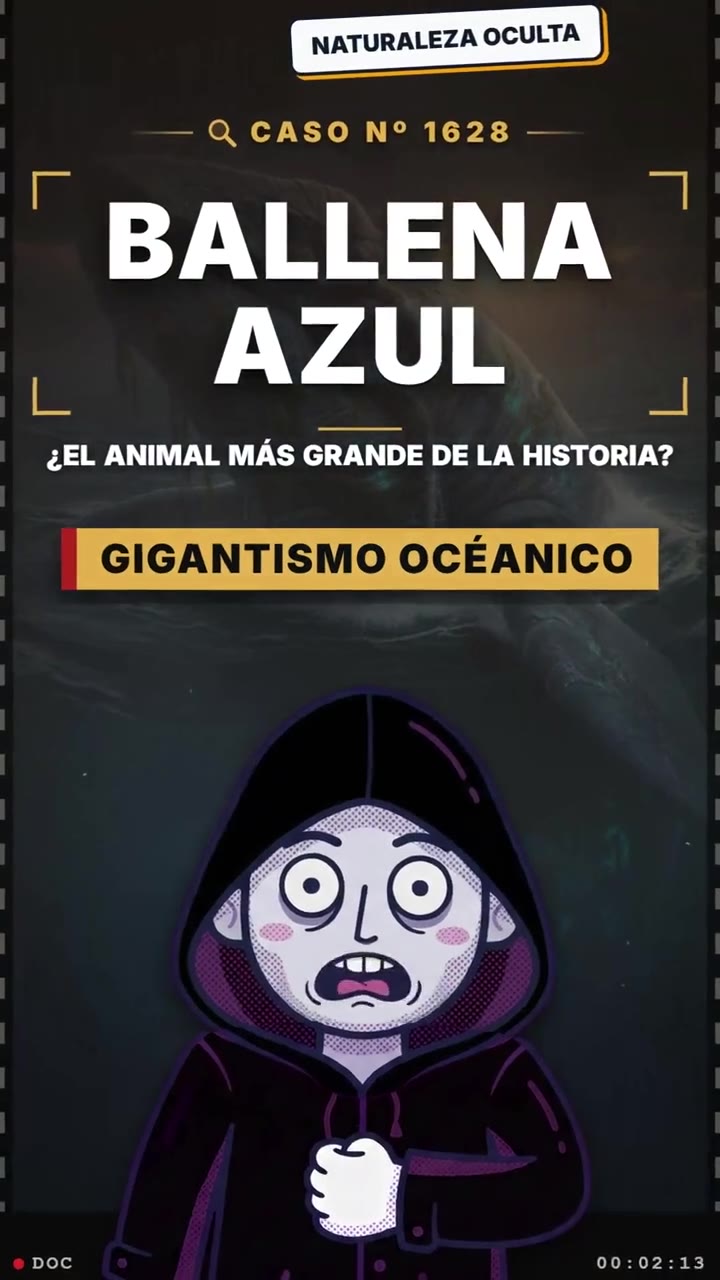 NATURALEZA OCULTA
CASO Nº 1628
BALLENA
AZUL
¿EL ANIMAL MÁS GRANDE DE LA HISTORIA?
GIGANTISMO OCÉANICO
DOC
00:02:13